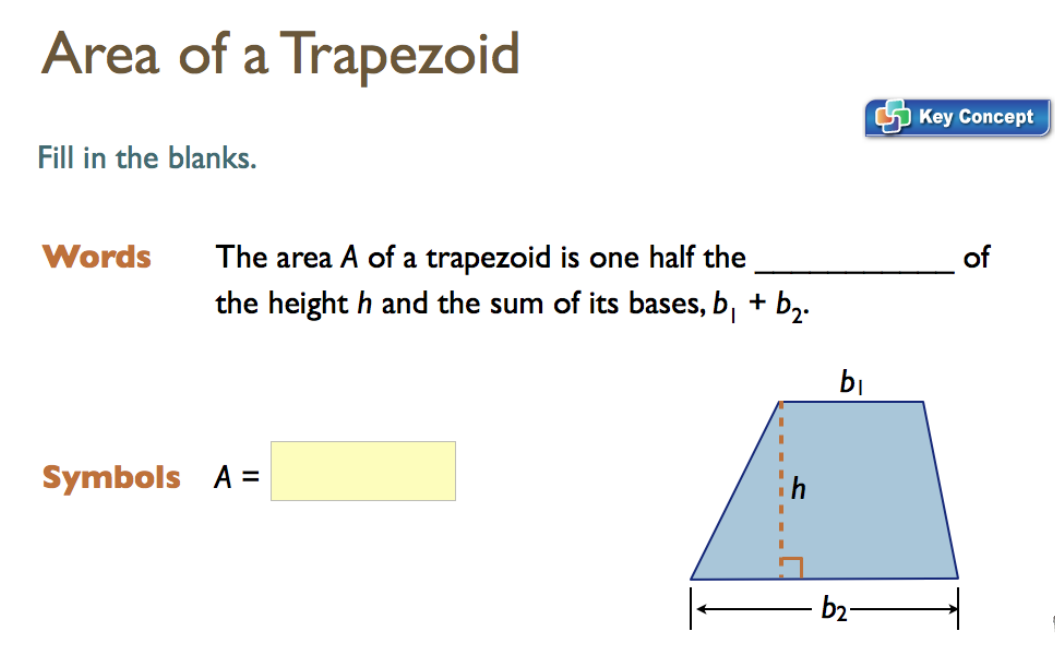 Area of a Trapezoid
Key Concept
Fill in the blanks.
Words The area A of a trapezoid is one half the ____________ of
the height h and the sum of its bases, b₁ + b₂.
b₁
Symbols A =
h
b₂